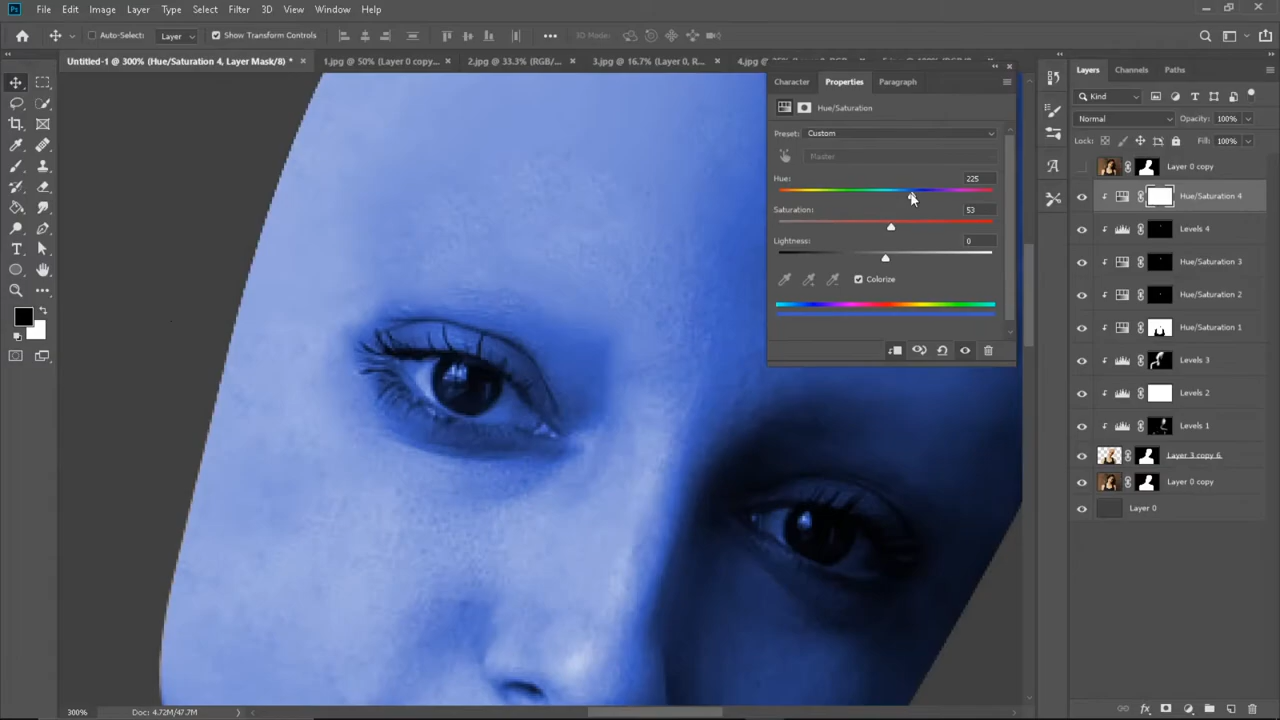 Ps File Edit Image Layer Type Select Filter 3D View Window Help
Auto-Select: Layer Show Transform Controls 3D Mode:
Untitled-1 @ 300% (Hue/Saturation 4, Layer Mask/8) * 1.jpg @ 50% (Layer 0 copy... 2.jpg @ 33.3% (RGB/... 3.jpg @ 16.7% (Layer 0, R...
Character Properties Paragraph
Hue/Saturation
Preset: Custom
Master
Hue: 225
Saturation: 53
Lightness: 0
Colorize
Layers Channels Paths
Kind
Normal Opacity: 100%
Fill: 100%
Layer 0 copy
Hue/Saturation 4
Levels 4
Hue/Saturation 3
Hue/Saturation 2
Hue/Saturation 1
Levels 3
Levels 2
Levels 1
Layer 3 copy 6
Layer 0 copy
Layer 0
300% Doc: 4.72M/47.7M